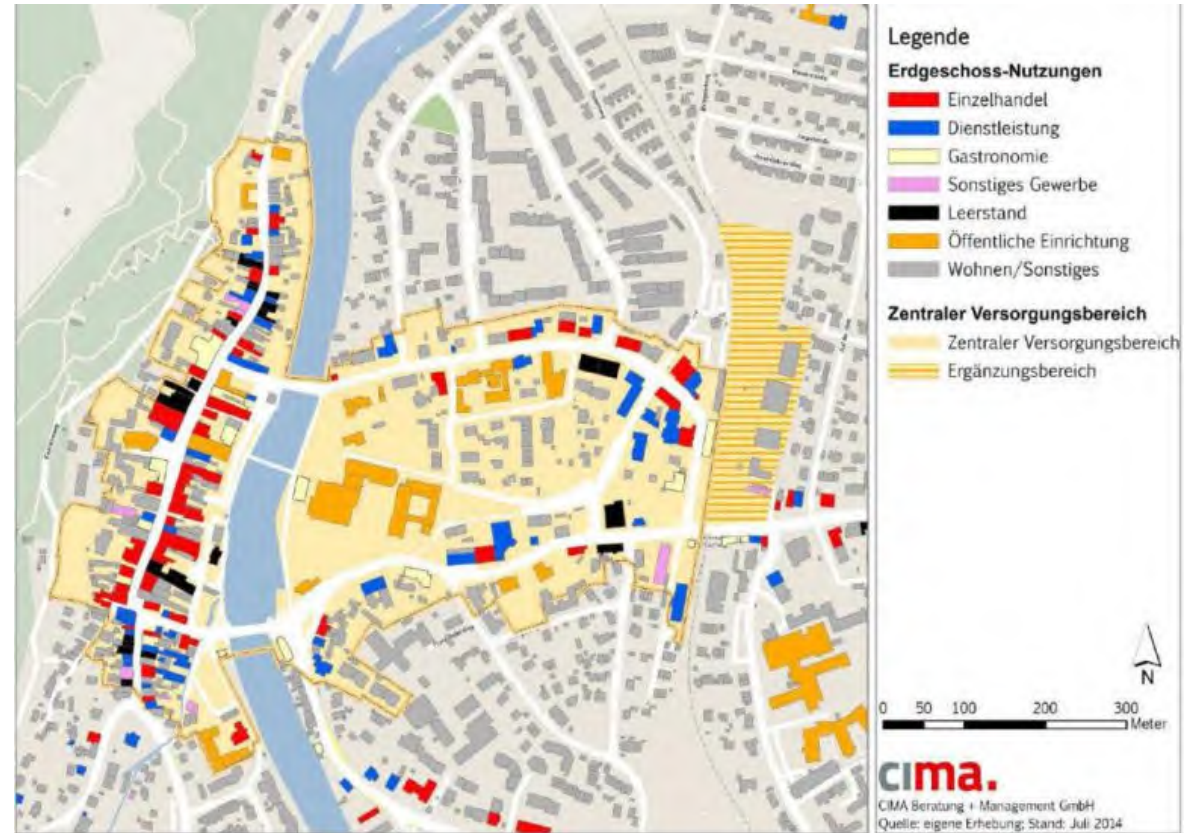 Legende
Erdgeschoss-Nutzungen
Einzelhandel
Dienstleistung
Gastronomie
Sonstiges Gewerbe
Leerstand
Öffentliche Einrichtung
Wohnen/Sonstiges
Zentraler Versorgungsbereich
Zentraler Versorgungsbereich
Ergänzungsbereich
N
0 50 100 200 300
Meter
cima.
CIMA Beratung + Management GmbH
Quelle: eigene Erhebung; Stand: Juli 2014